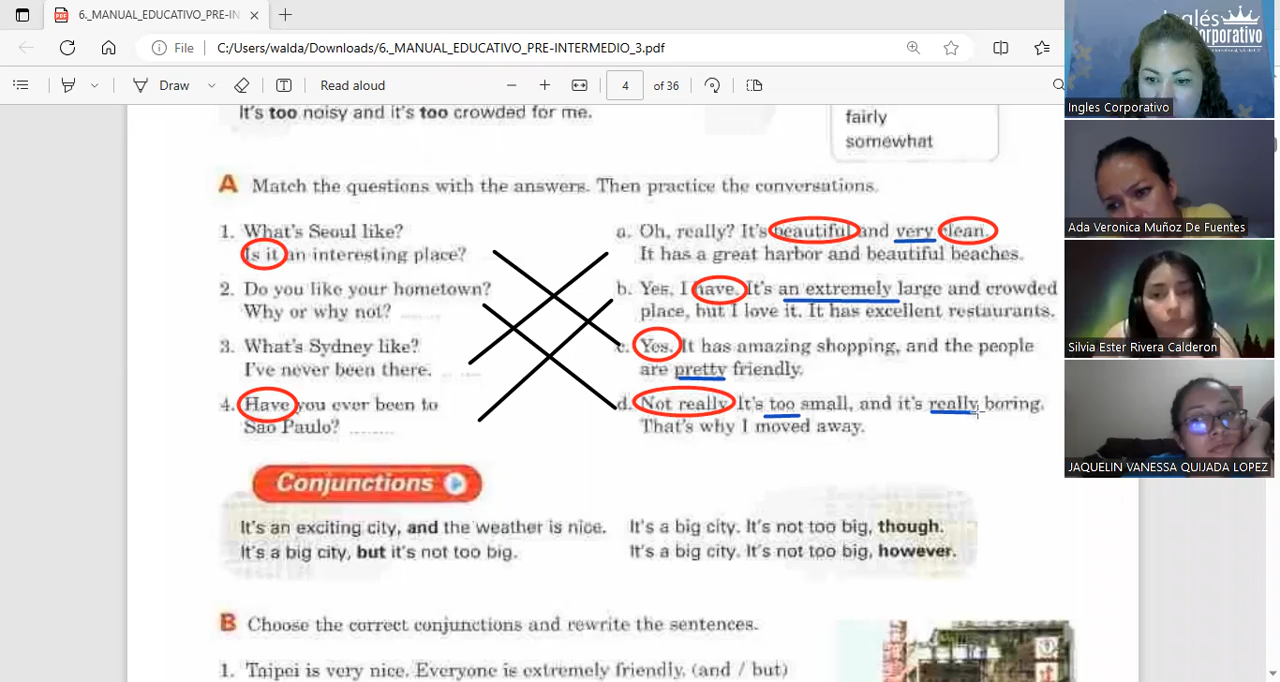 6._MANUAL_EDUCATIVO_PRE-IN
File C:/Users/walda/Downloads/6._MANUAL_EDUCATIVO_PRE-INTERMEDIO_3.pdf
Draw Read aloud 4 of 36
It's too noisy and it's too crowded for me.
fairly
somewhat
A Match the questions with the answers. Then practice the conversations.
1. What's Seoul like?
Is it an interesting place?
2. Do you like your hometown?
Why or why not? ........
3. What's Sydney like?
I've never been there.
4. Have you ever been to
São Paulo? ........
a. Oh, really? It's beautiful and very clean.
It has a great harbor and beautiful beaches.
b. Yes, I have. It's an extremely large and crowded
place, but I love it. It has excellent restaurants.
c. Yes. It has amazing shopping, and the people
are pretty friendly.
d. Not really. It's too small, and it's really boring.
That's why I moved away.
Conjunctions
It's an exciting city, and the weather is nice.
It's a big city, but it's not too big.
It's a big city. It's not too big, though.
It's a big city. It's not too big, however.
B Choose the correct conjunctions and rewrite the sentences.
1. Taipei is very nice. Everyone is extremely friendly. (and / but)
Inglés
Corporativo
Ingles Corporativo
Ada Veronica Muñoz De Fuentes
Silvia Ester Rivera Calderon
JAQUELIN VANESSA QUIJADA LOPEZ